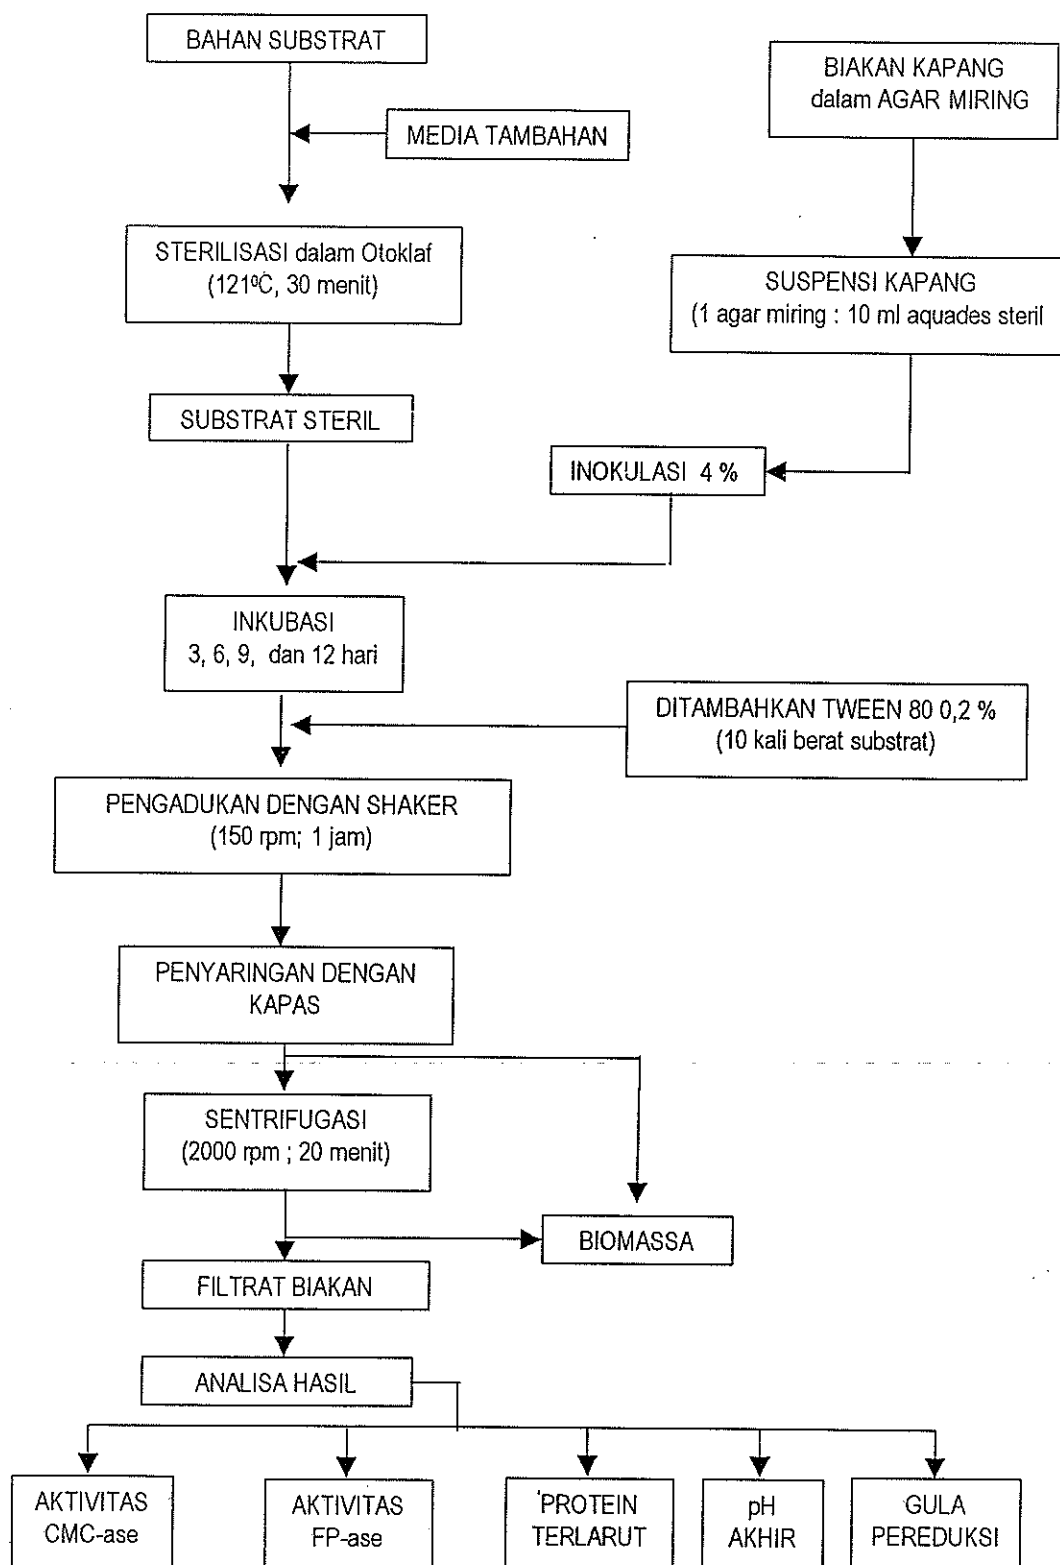 BAHAN SUBSTRAT
MEDIA TAMBAHAN
BIAKAN KAPANG
dalam AGAR MIRING
STERILISASI dalam Otoklaf
(121ºC, 30 menit)
SUSPENSI KAPANG
(1 agar miring : 10 ml aquades steril
SUBSTRAT STERIL
INOKULASI 4 %
INKUBASI
3, 6, 9, dan 12 hari
DITAMBAHKAN TWEEN 80 0,2 %
(10 kali berat substrat)
PENGADUKAN DENGAN SHAKER
(150 rpm; 1 jam)
PENYARINGAN DENGAN
KAPAS
SENTRIFUGASI
(2000 rpm ; 20 menit)
BIOMASSA
FILTRAT BIAKAN
ANALISA HASIL
AKTIVITAS
CMC-ase
AKTIVITAS
FP-ase
PROTEIN
TERLARUT
pH
AKHIR
GULA
PEREDUKSI